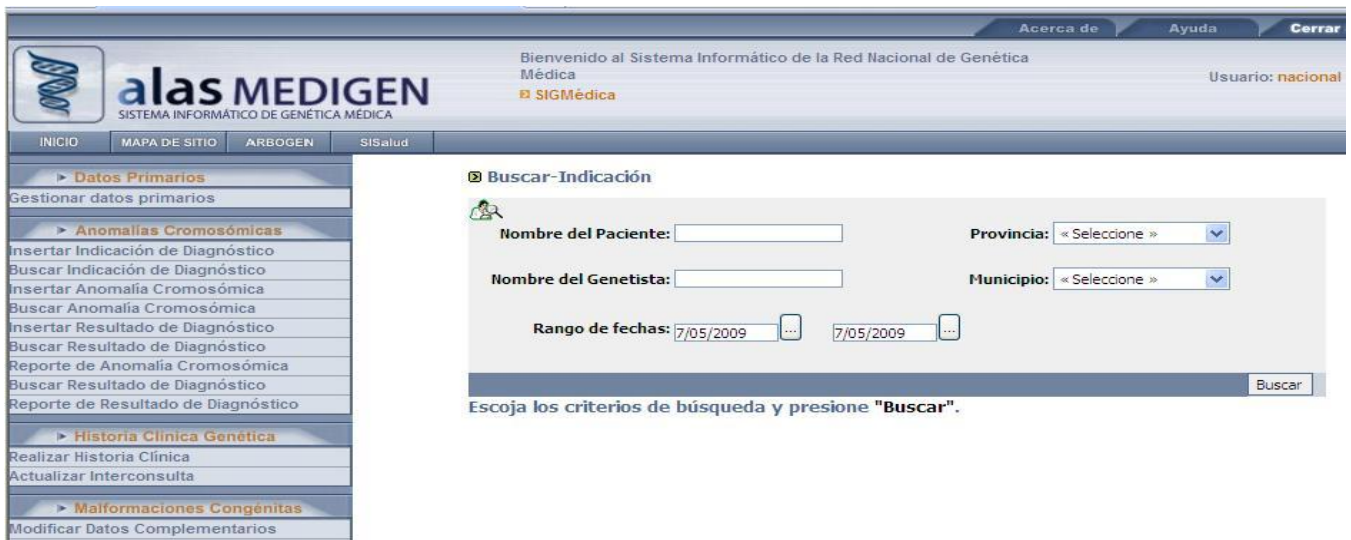 Acerca de Ayuda Cerrar
Bienvenido al Sistema Informático de la Red Nacional de Genética
Médica
SIGMédica
Usuario: nacional
alas MEDIGEN
SISTEMA INFORMÁTICO DE GENÉTICA MÉDICA
INICIO MAPA DE SITIO ARBOGEN SISalud
Datos Primarios
Gestionar datos primarios
Anomalías Cromosómicas
Insertar Indicación de Diagnóstico
Buscar Indicación de Diagnóstico
Insertar Anomalía Cromosómica
Buscar Anomalía Cromosómica
Insertar Resultado de Diagnóstico
Buscar Resultado de Diagnóstico
Reporte de Anomalía Cromosómica
Buscar Resultado de Diagnóstico
Reporte de Resultado de Diagnóstico
Historia Clínica Genética
Realizar Historia Clínica
Actualizar Interconsulta
Malformaciones Congénitas
Modificar Datos Complementarios
Buscar-Indicación
Nombre del Paciente: Provincia: « Seleccione »
Nombre del Genetista: Municipio: « Seleccione »
Rango de fechas: 7/05/2009 ... 7/05/2009 ...
Buscar
Escoja los criterios de búsqueda y presione "Buscar".